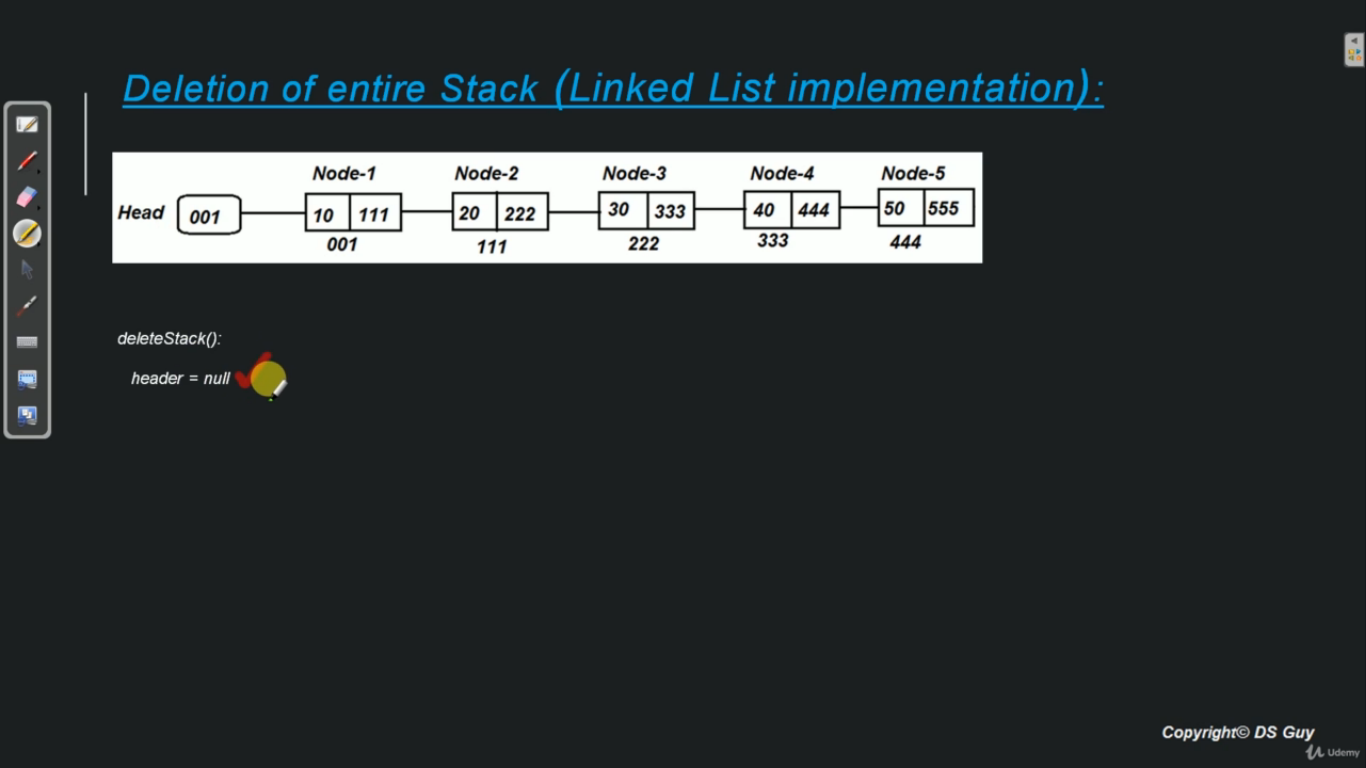 Deletion of entire Stack (Linked List implementation):
Node-1 Node-2 Node-3 Node-4 Node-5
Head 001 10 111 20 222 30 333 40 444 50 555
001 111 222 333 444
deleteStack():
header = null
Copyright© DS Guy
Udemy